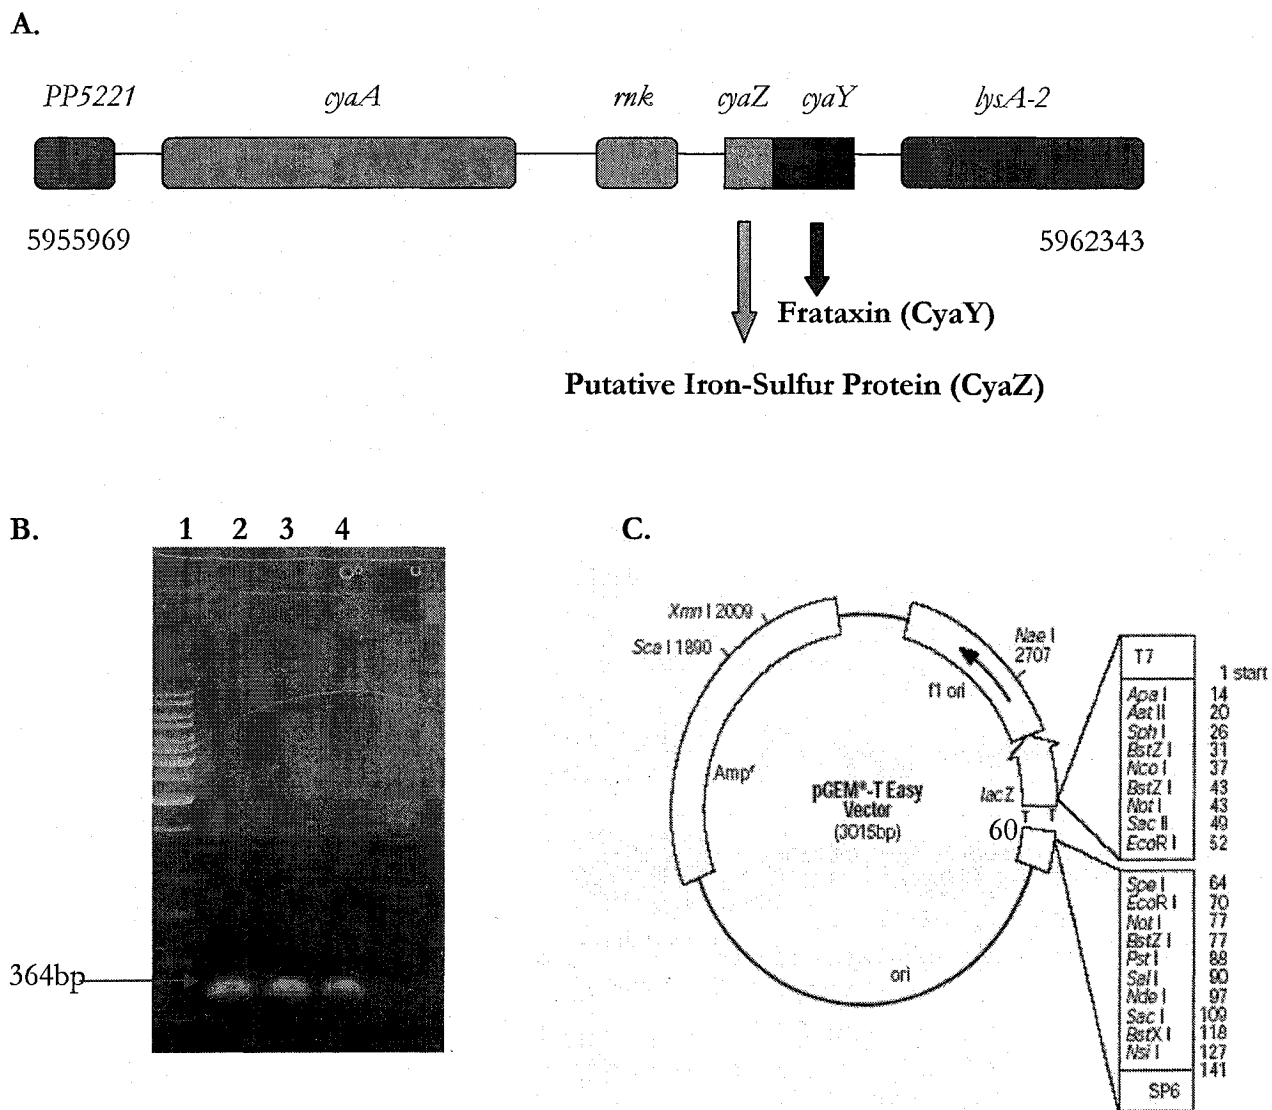 A.
PP5221 cyaA rnk cyaZ cyaY lysA-2
5955969 5962343
Frataxin (CyaY)
Putative Iron-Sulfur Protein (CyaZ)
B.
1 2 3 4
364bp
C.
Xmn I 2009
Sca I 1890
Nae I
2707
f1 ori
Ampʳ
pGEM®-T Easy
Vector
(3015bp)
lacZ
T T
60
ori
T7
1 start
Apa I 14
Aat II 20
Sph I 26
BstZ I 31
Nco I 37
BstZ I 43
Not I 43
Sac II 49
EcoR I 52
Spe I 64
EcoR I 70
Not I 77
BstZ I 77
Pst I 88
Sal I 90
Nde I 97
Sac I 109
BstX I 118
Nsi I 127
141
SP6